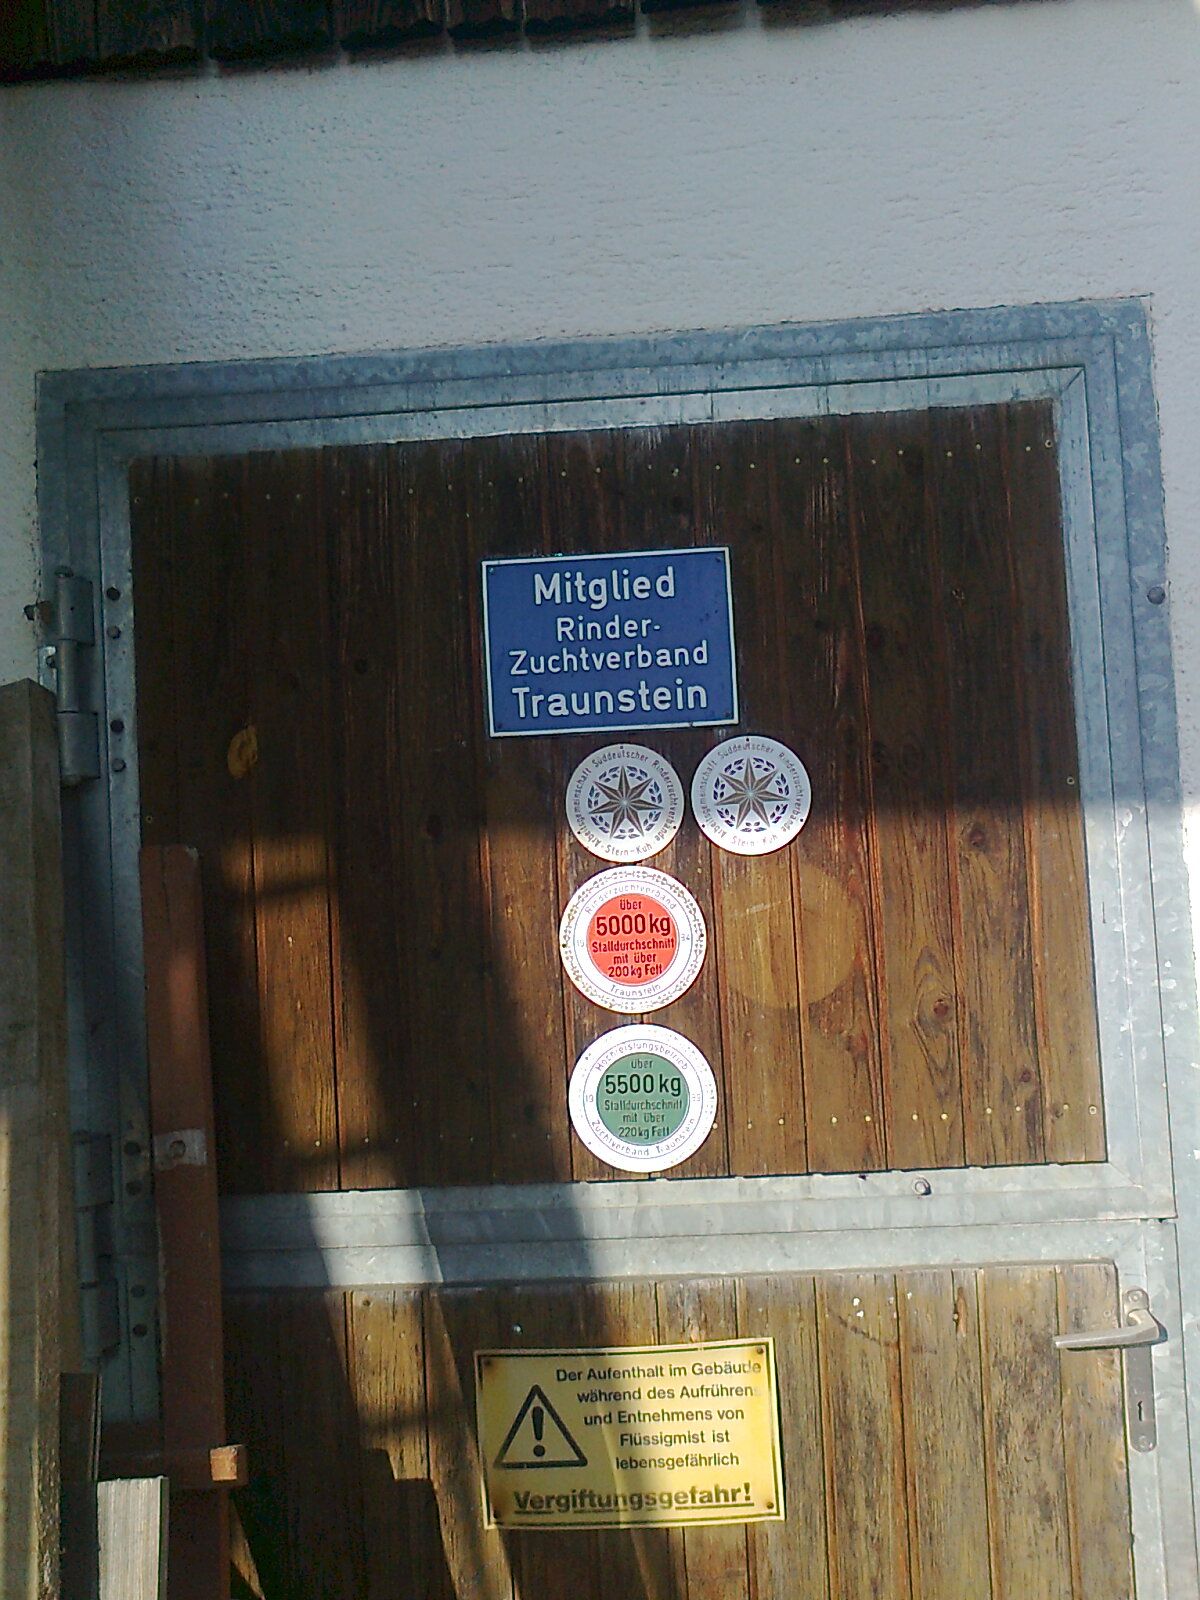 Mitglied
Rinder-
Zuchtverband
Traunstein
Arbeitsgemeinschaft Süddeutscher Rinderzuchtverbände
Stern-Kuh
Arbeitsgemeinschaft Süddeutscher Rinderzuchtverbände
Stern-Kuh
Rinderzuchtverband
über
5000 kg
19
Stalldurchschnitt
mit über
200 kg Fett
Traunstein
Hochleistungsbetrieb
über
5500 kg
19
Stalldurchschnitt
mit über
220 kg Fett
Zuchtverband Traunstein
Der Aufenthalt im Gebäude
während des Aufrührens
und Entnehmens von
Flüssigmist ist
lebensgefährlich
Vergiftungsgefahr!